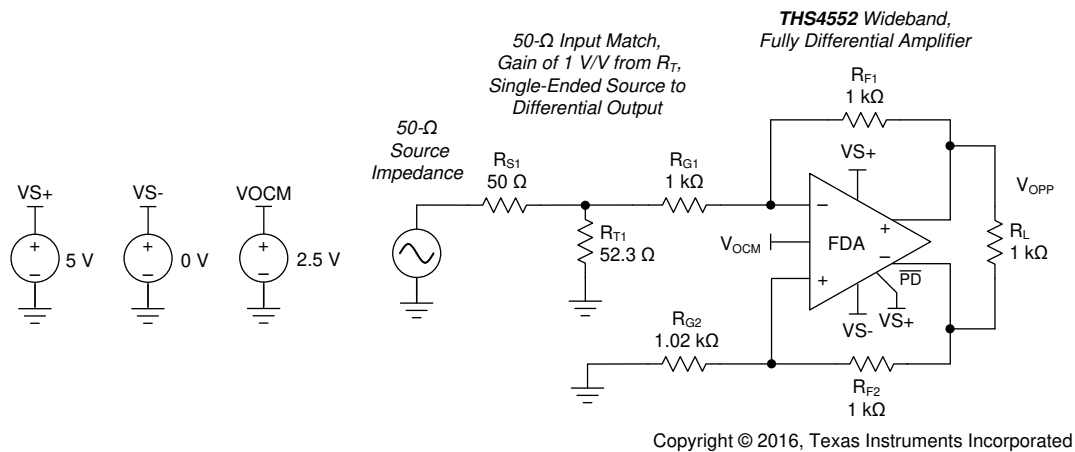 THS4552 Wideband,
Fully Differential Amplifier
50-Ω Input Match,
Gain of 1 V/V from RT,
Single-Ended Source to
Differential Output
50-Ω
Source
Impedance
VS+
5 V
VS-
0 V
VOCM
2.5 V
RS1
50 Ω
RT1
52.3 Ω
RG1
1 kΩ
RF1
1 kΩ
VS+
VOCM
FDA
PD
VS+
VS-
VOPP
RL
1 kΩ
RG2
1.02 kΩ
RF2
1 kΩ
Copyright © 2016, Texas Instruments Incorporated